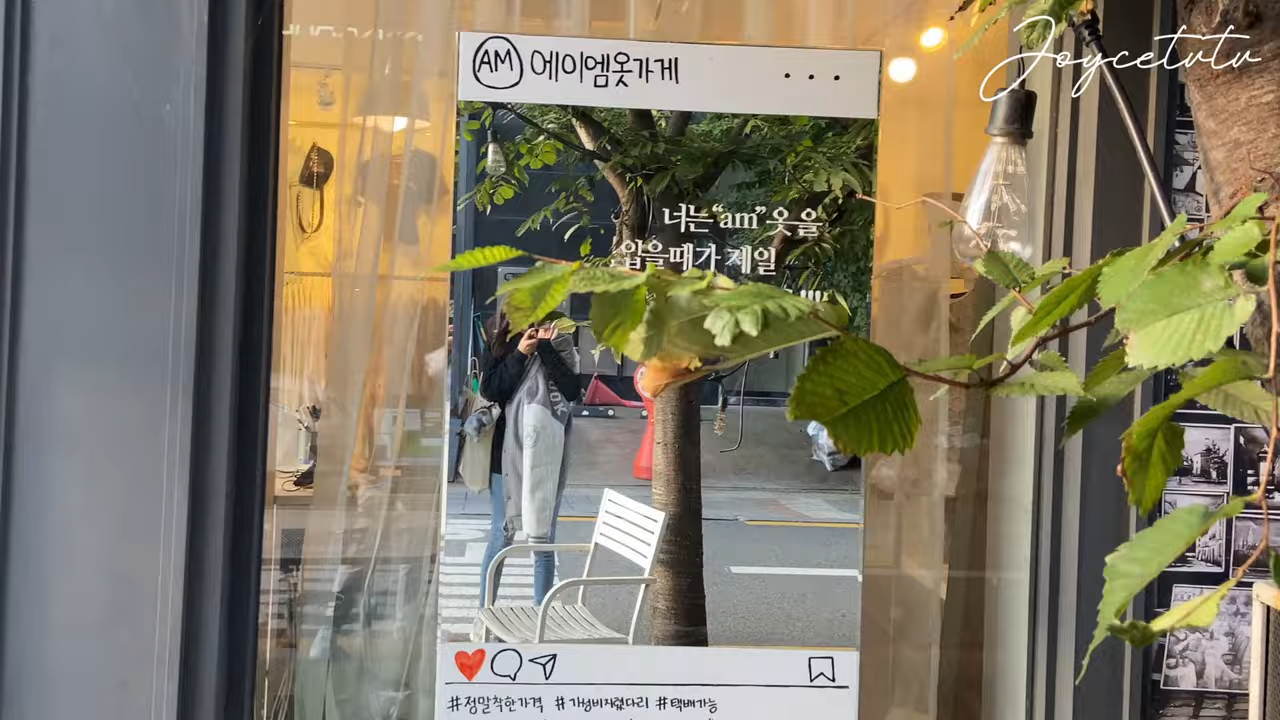 Joycetutu
AM 에이엠옷가게
너는“am”옷을
입을때가 제일
#정말착한가격 #가성비지렸다리 #택배가능